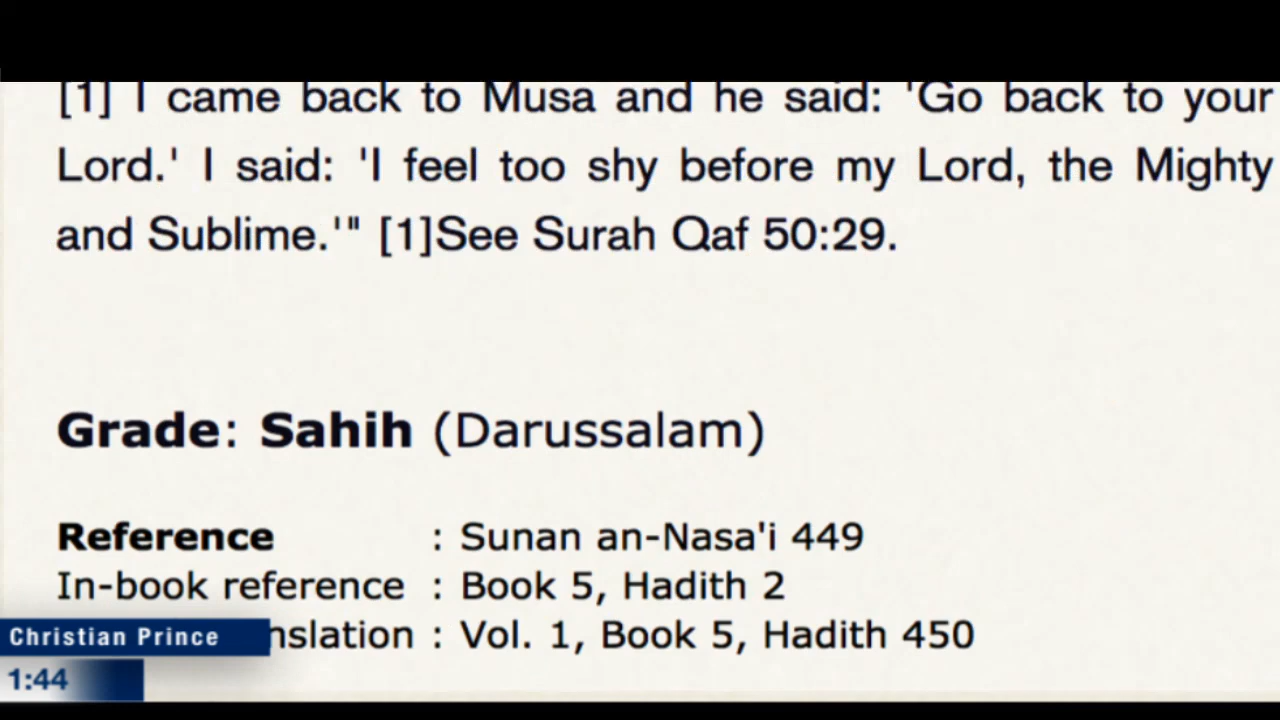 [1] I came back to Musa and he said: 'Go back to your
Lord.' I said: 'I feel too shy before my Lord, the Mighty
and Sublime.'" [1]See Surah Qaf 50:29.
Grade: Sahih (Darussalam)
Reference : Sunan an-Nasa'i 449
In-book reference : Book 5, Hadith 2
nslation : Vol. 1, Book 5, Hadith 450
Christian Prince
1:44